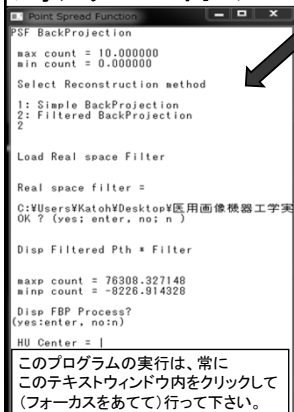 Point Spread Function
PSF BackProjection
max count = 10.000000
min count = 0.000000
Select Reconstruction method
1: Simple BackProjection
2: Filtered BackProjection
2
Load Real space Filter
Real space filter =
C:¥Users¥Katoh¥Desktop¥医用画像機器工学実
OK ? (yes; enter, no; n )
Disp Filtered Pth * Filter
maxp count = 76308.327148
minp count = -8226.914328
Disp FBP Process?
(yes:enter, no:n)
HU Center = |
このプログラムの実行は、常に
このテキストウィンドウ内をクリックして
(フォーカスをあてて)行って下さい。